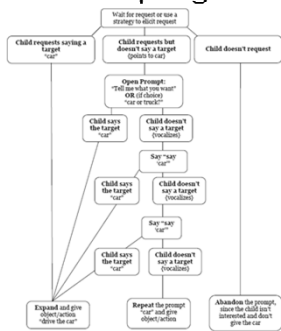 Wait for request or use a
strategy to elicit request
Child requests saying a
target
"car"
Child requests but
doesn't say a target
(points to car)
Child doesn't request
Open Prompt:
"Tell me what you want"
OR (if choice)
"car or truck?"
Child says
the target
"car"
Child doesn't
say a target
(vocalizes)
Say "say
'car'"
Child says
the target
"car"
Child doesn't
say a target
(vocalizes)
Say "say
'car'"
Child says
the target
"car"
Child doesn't
say a target
(vocalizes)
Expand and give
object/action
"drive the car"
Repeat the prompt
"car" and give
object/action
Abandon the prompt,
since the child isn't
interested and don't
give the car